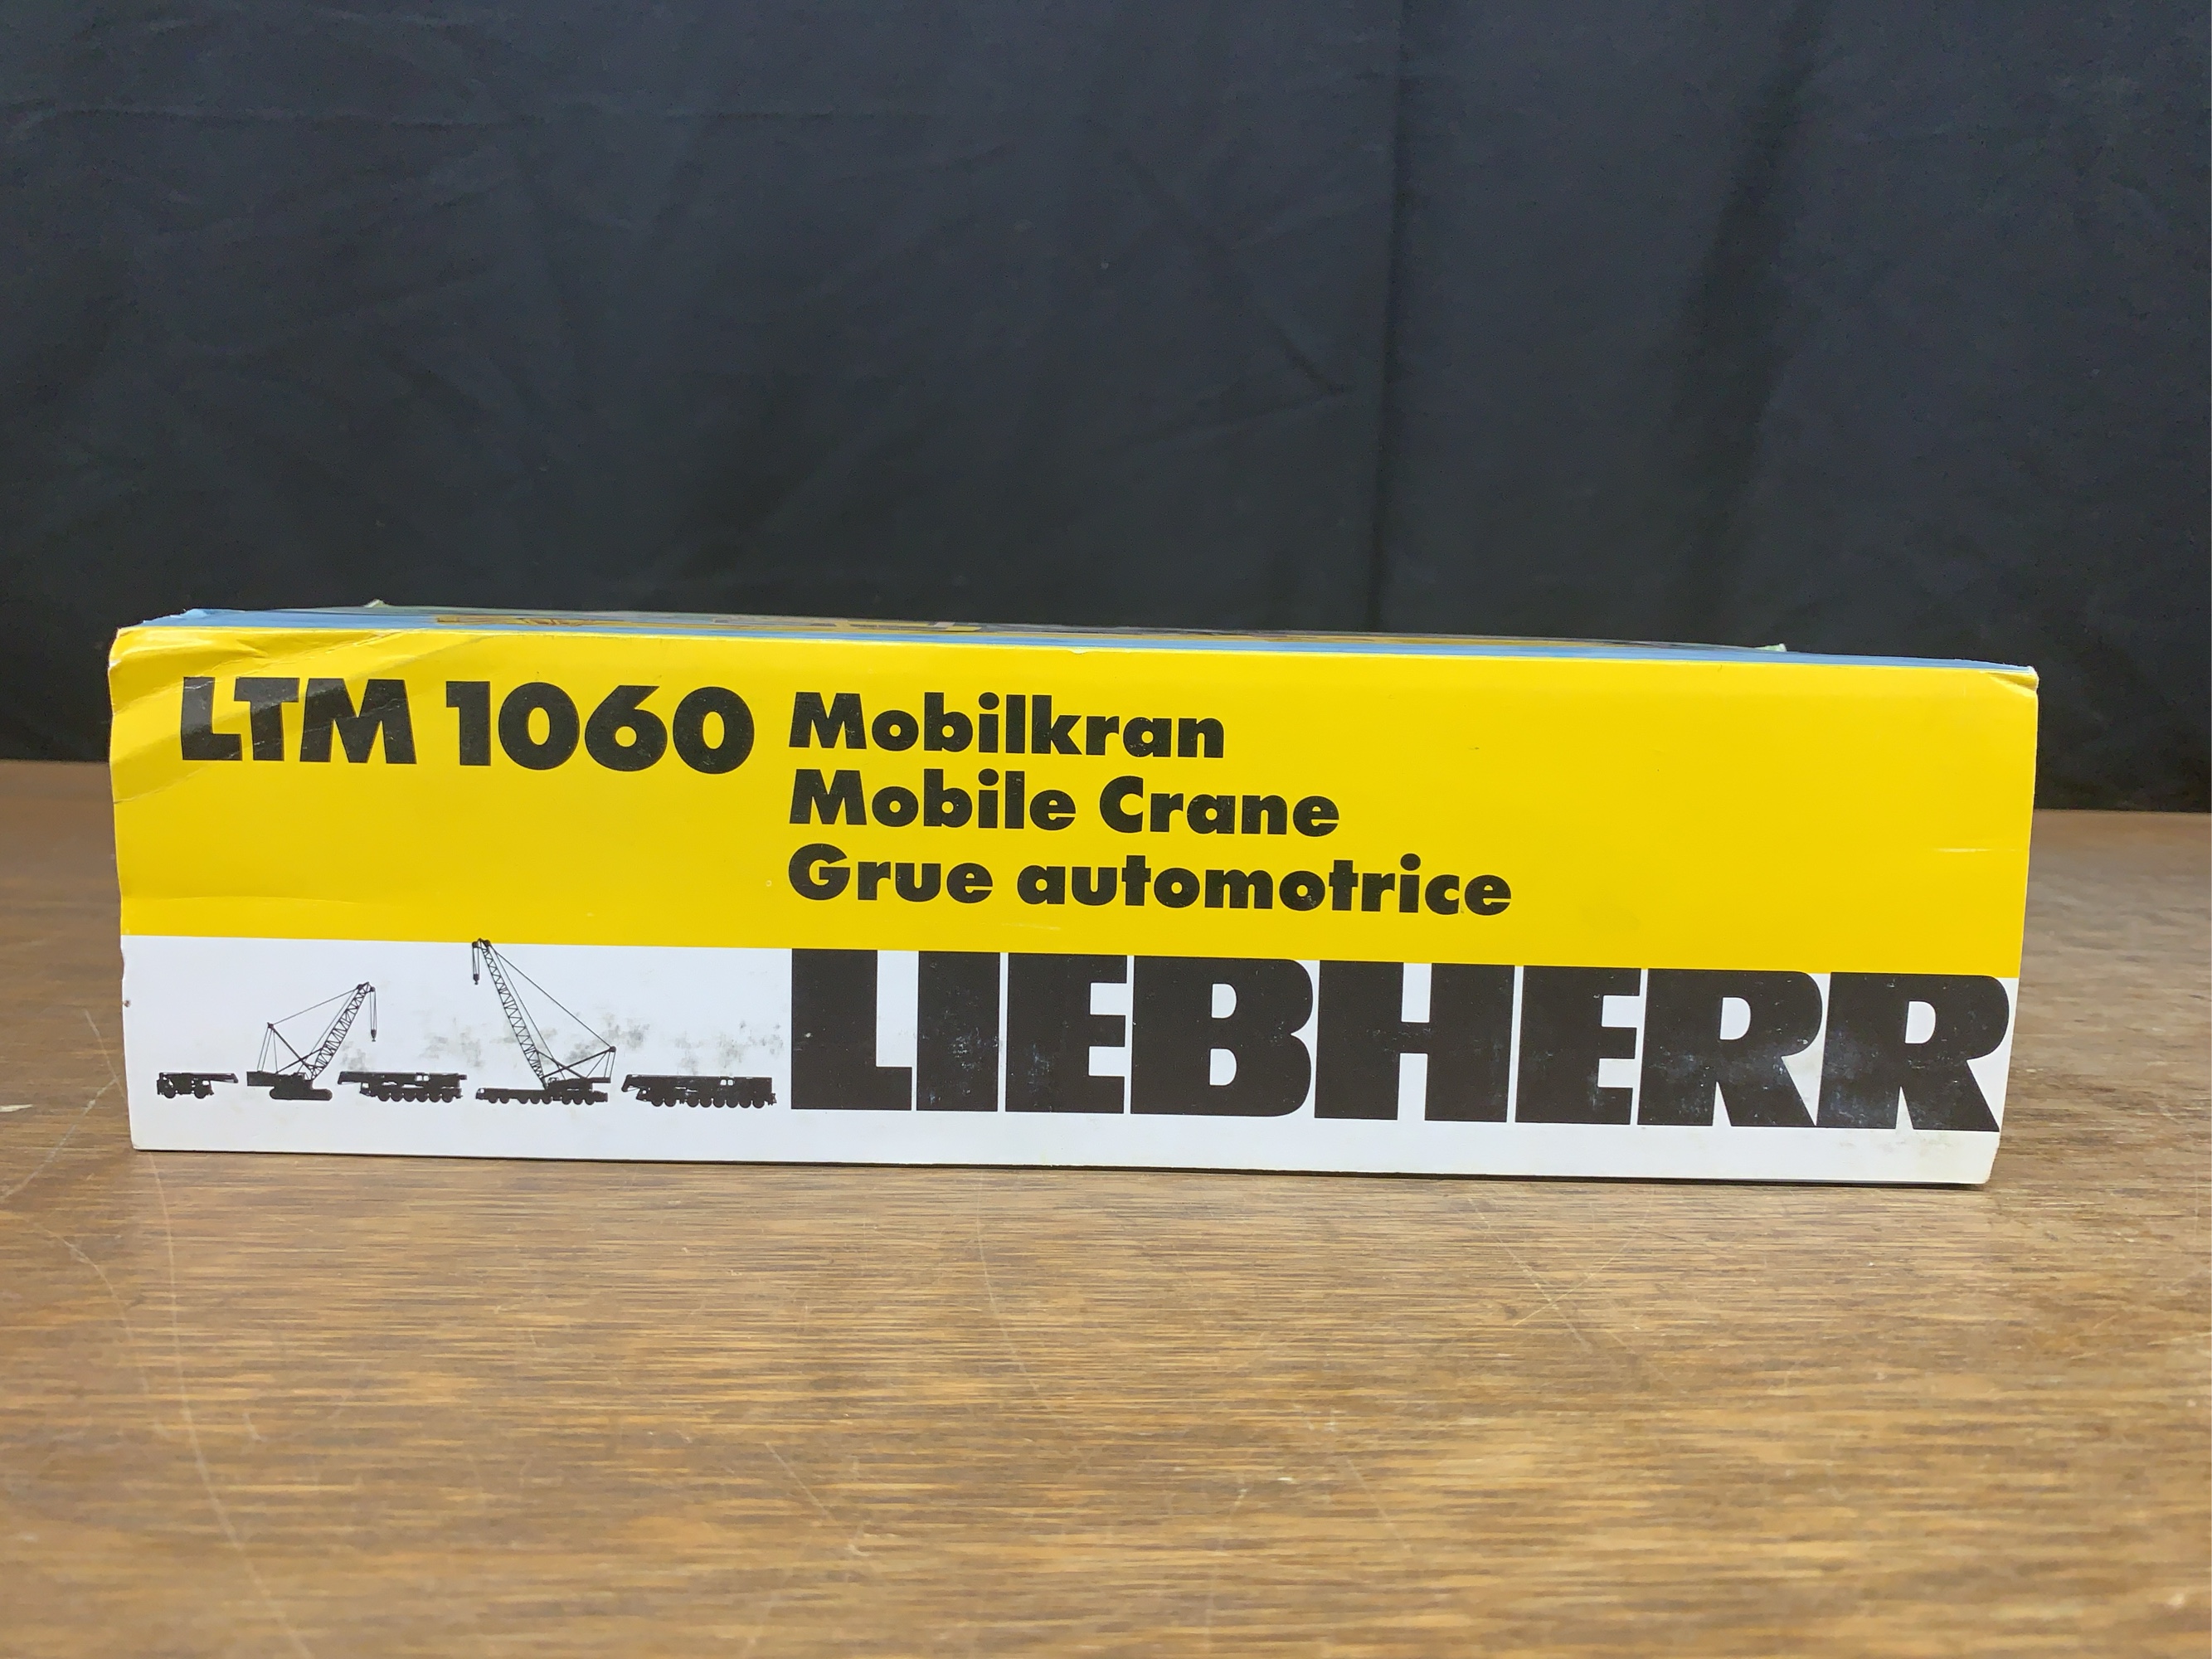 LTM 1060 Mobilkran
Mobile Crane
Grue automotrice
LIEBHERR